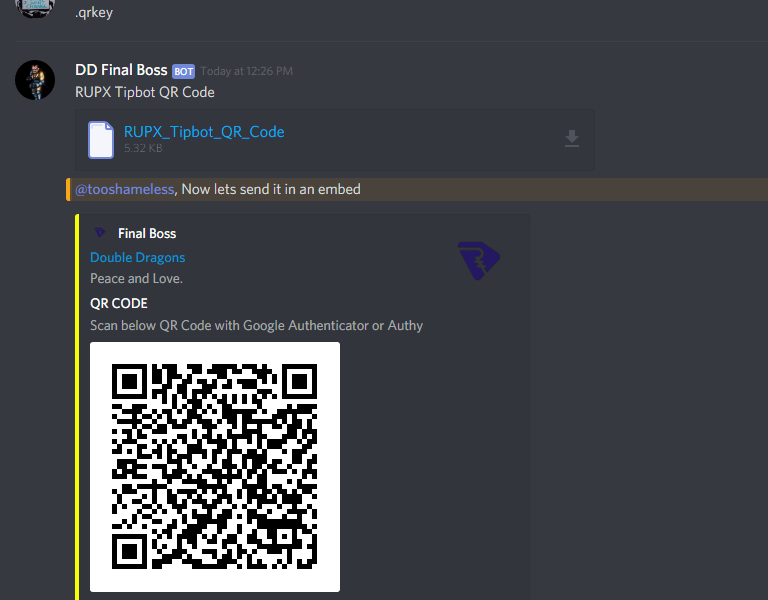 .qrkey
DD Final Boss BOT Today at 12:26 PM
RUPX Tipbot QR Code
RUPX_Tipbot_QR_Code
5.32 KB
@tooshameless, Now lets send it in an embed
Final Boss
Double Dragons
Peace and Love.
QR CODE
Scan below QR Code with Google Authenticator or Authy